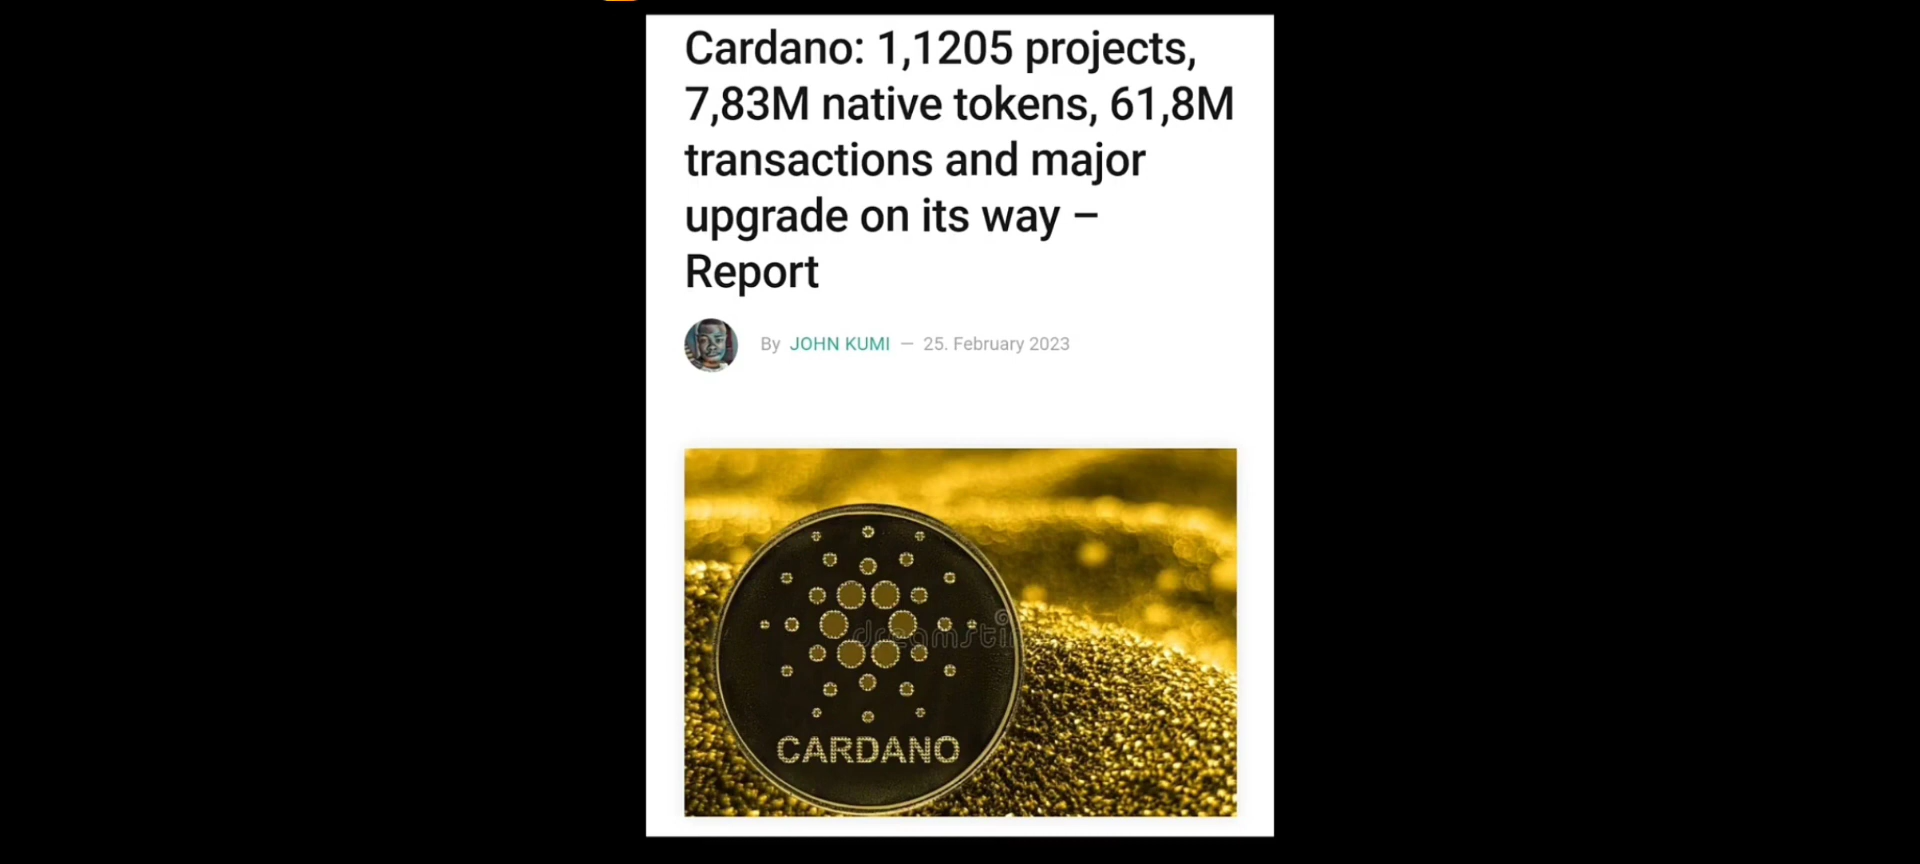 Cardano: 1,1205 projects,
7,83M native tokens, 61,8M
transactions and major
upgrade on its way –
Report
By JOHN KUMI — 25. February 2023
dreamsti
CARDANO